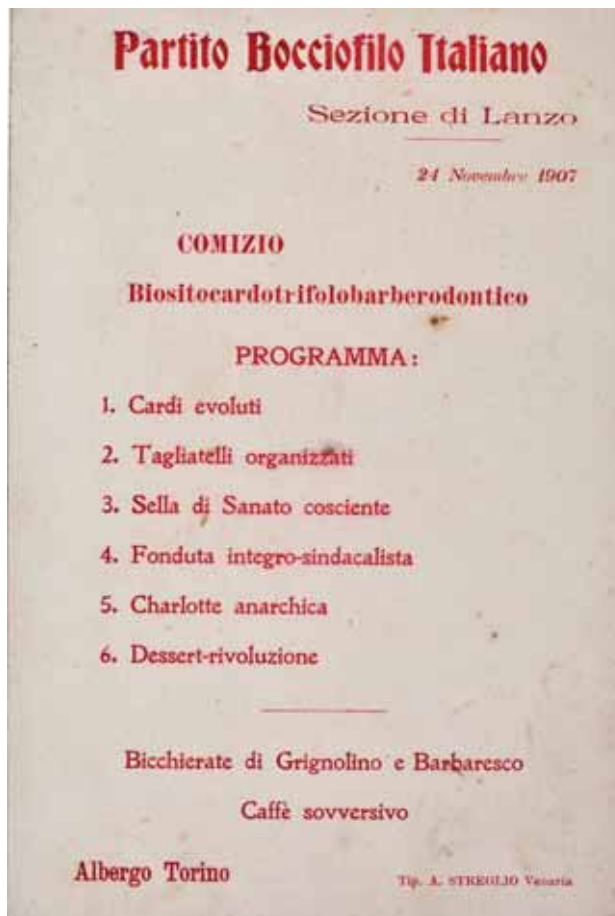 Partito Bocciofilo Italiano
Sezione di Lanzo
24 Novembre 1907
COMIZIO
Biositocardotrifolobarberodontico
PROGRAMMA:
1. Cardi evoluti
2. Tagliatelli organizzati
3. Sella di Sanato cosciente
4. Fonduta integro-sindacalista
5. Charlotte anarchica
6. Dessert-rivoluzione
Bicchierate di Grignolino e Barbaresco
Caffè sovversivo
Albergo Torino
Tip. A. STREGLIO Venaria